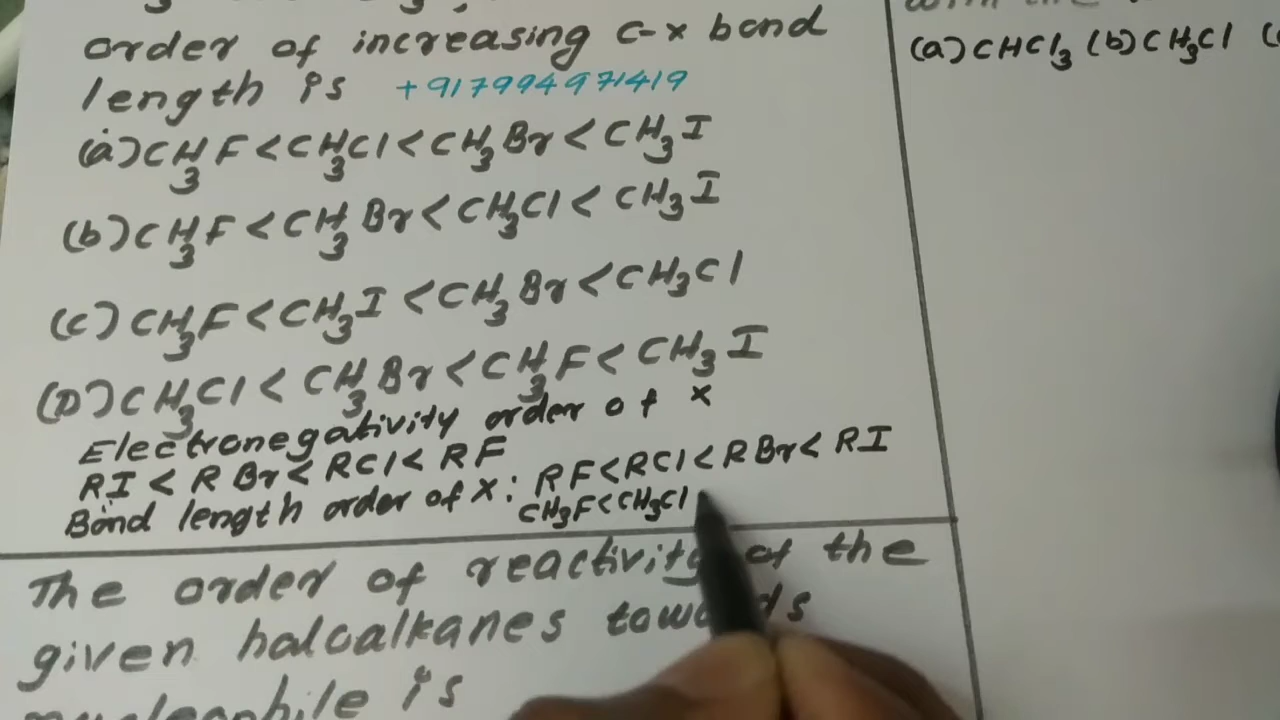 order of increasing C-X bond
length is +917994971419
(a) CH3F < CH3Cl < CH3Br < CH3I
(b) CH3F < CH3Br < CH3Cl < CH3I
(c) CH3F < CH3I < CH3Br < CH3Cl
(D) CH3Cl < CH3Br < CH3F < CH3I
Electronegativity order of X
RI < RBr < RCl < RF
Bond length order of X: RF < RCl < RBr < RI
CH3F < CH3Cl
The order of reactivity of the
given haloalkanes towards
nucleophile is
(a) CHCl3 (b) CH3Cl